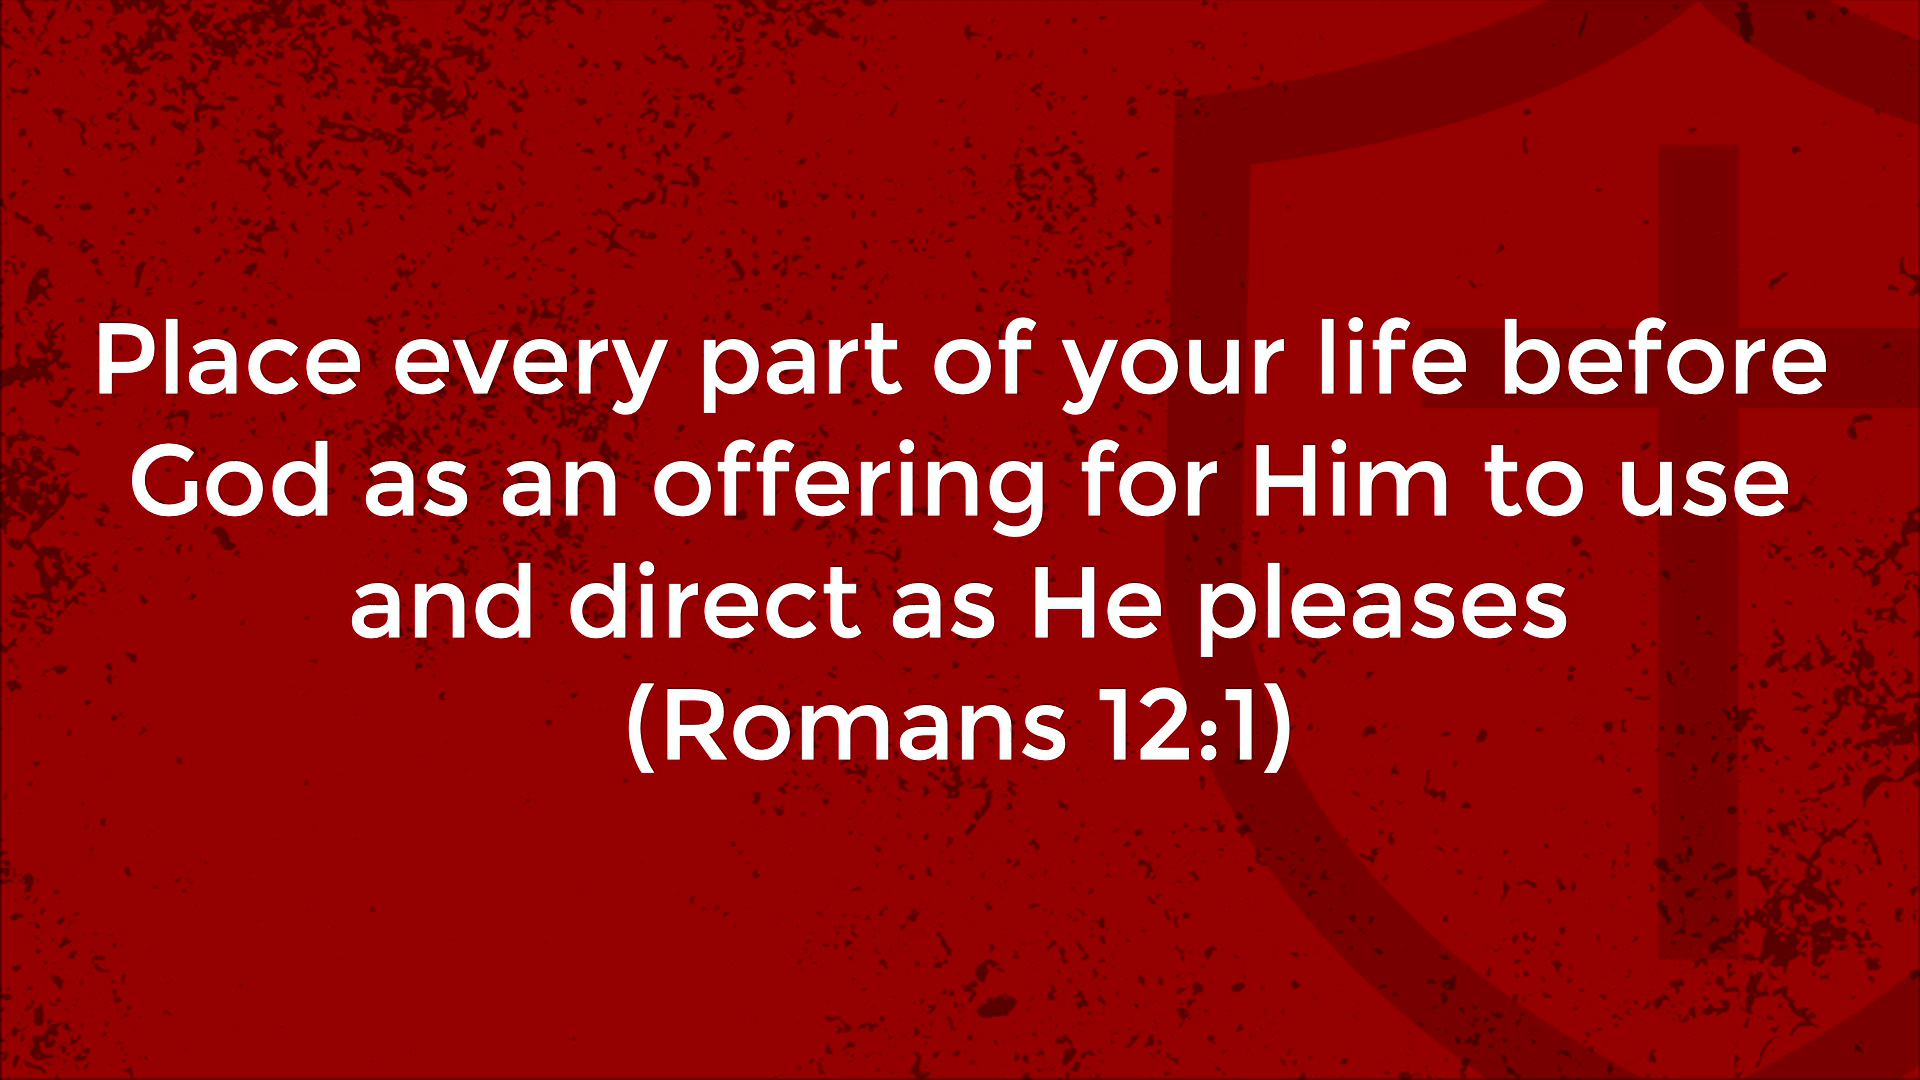 Place every part of your life before
God as an offering for Him to use
and direct as He pleases
(Romans 12:1)